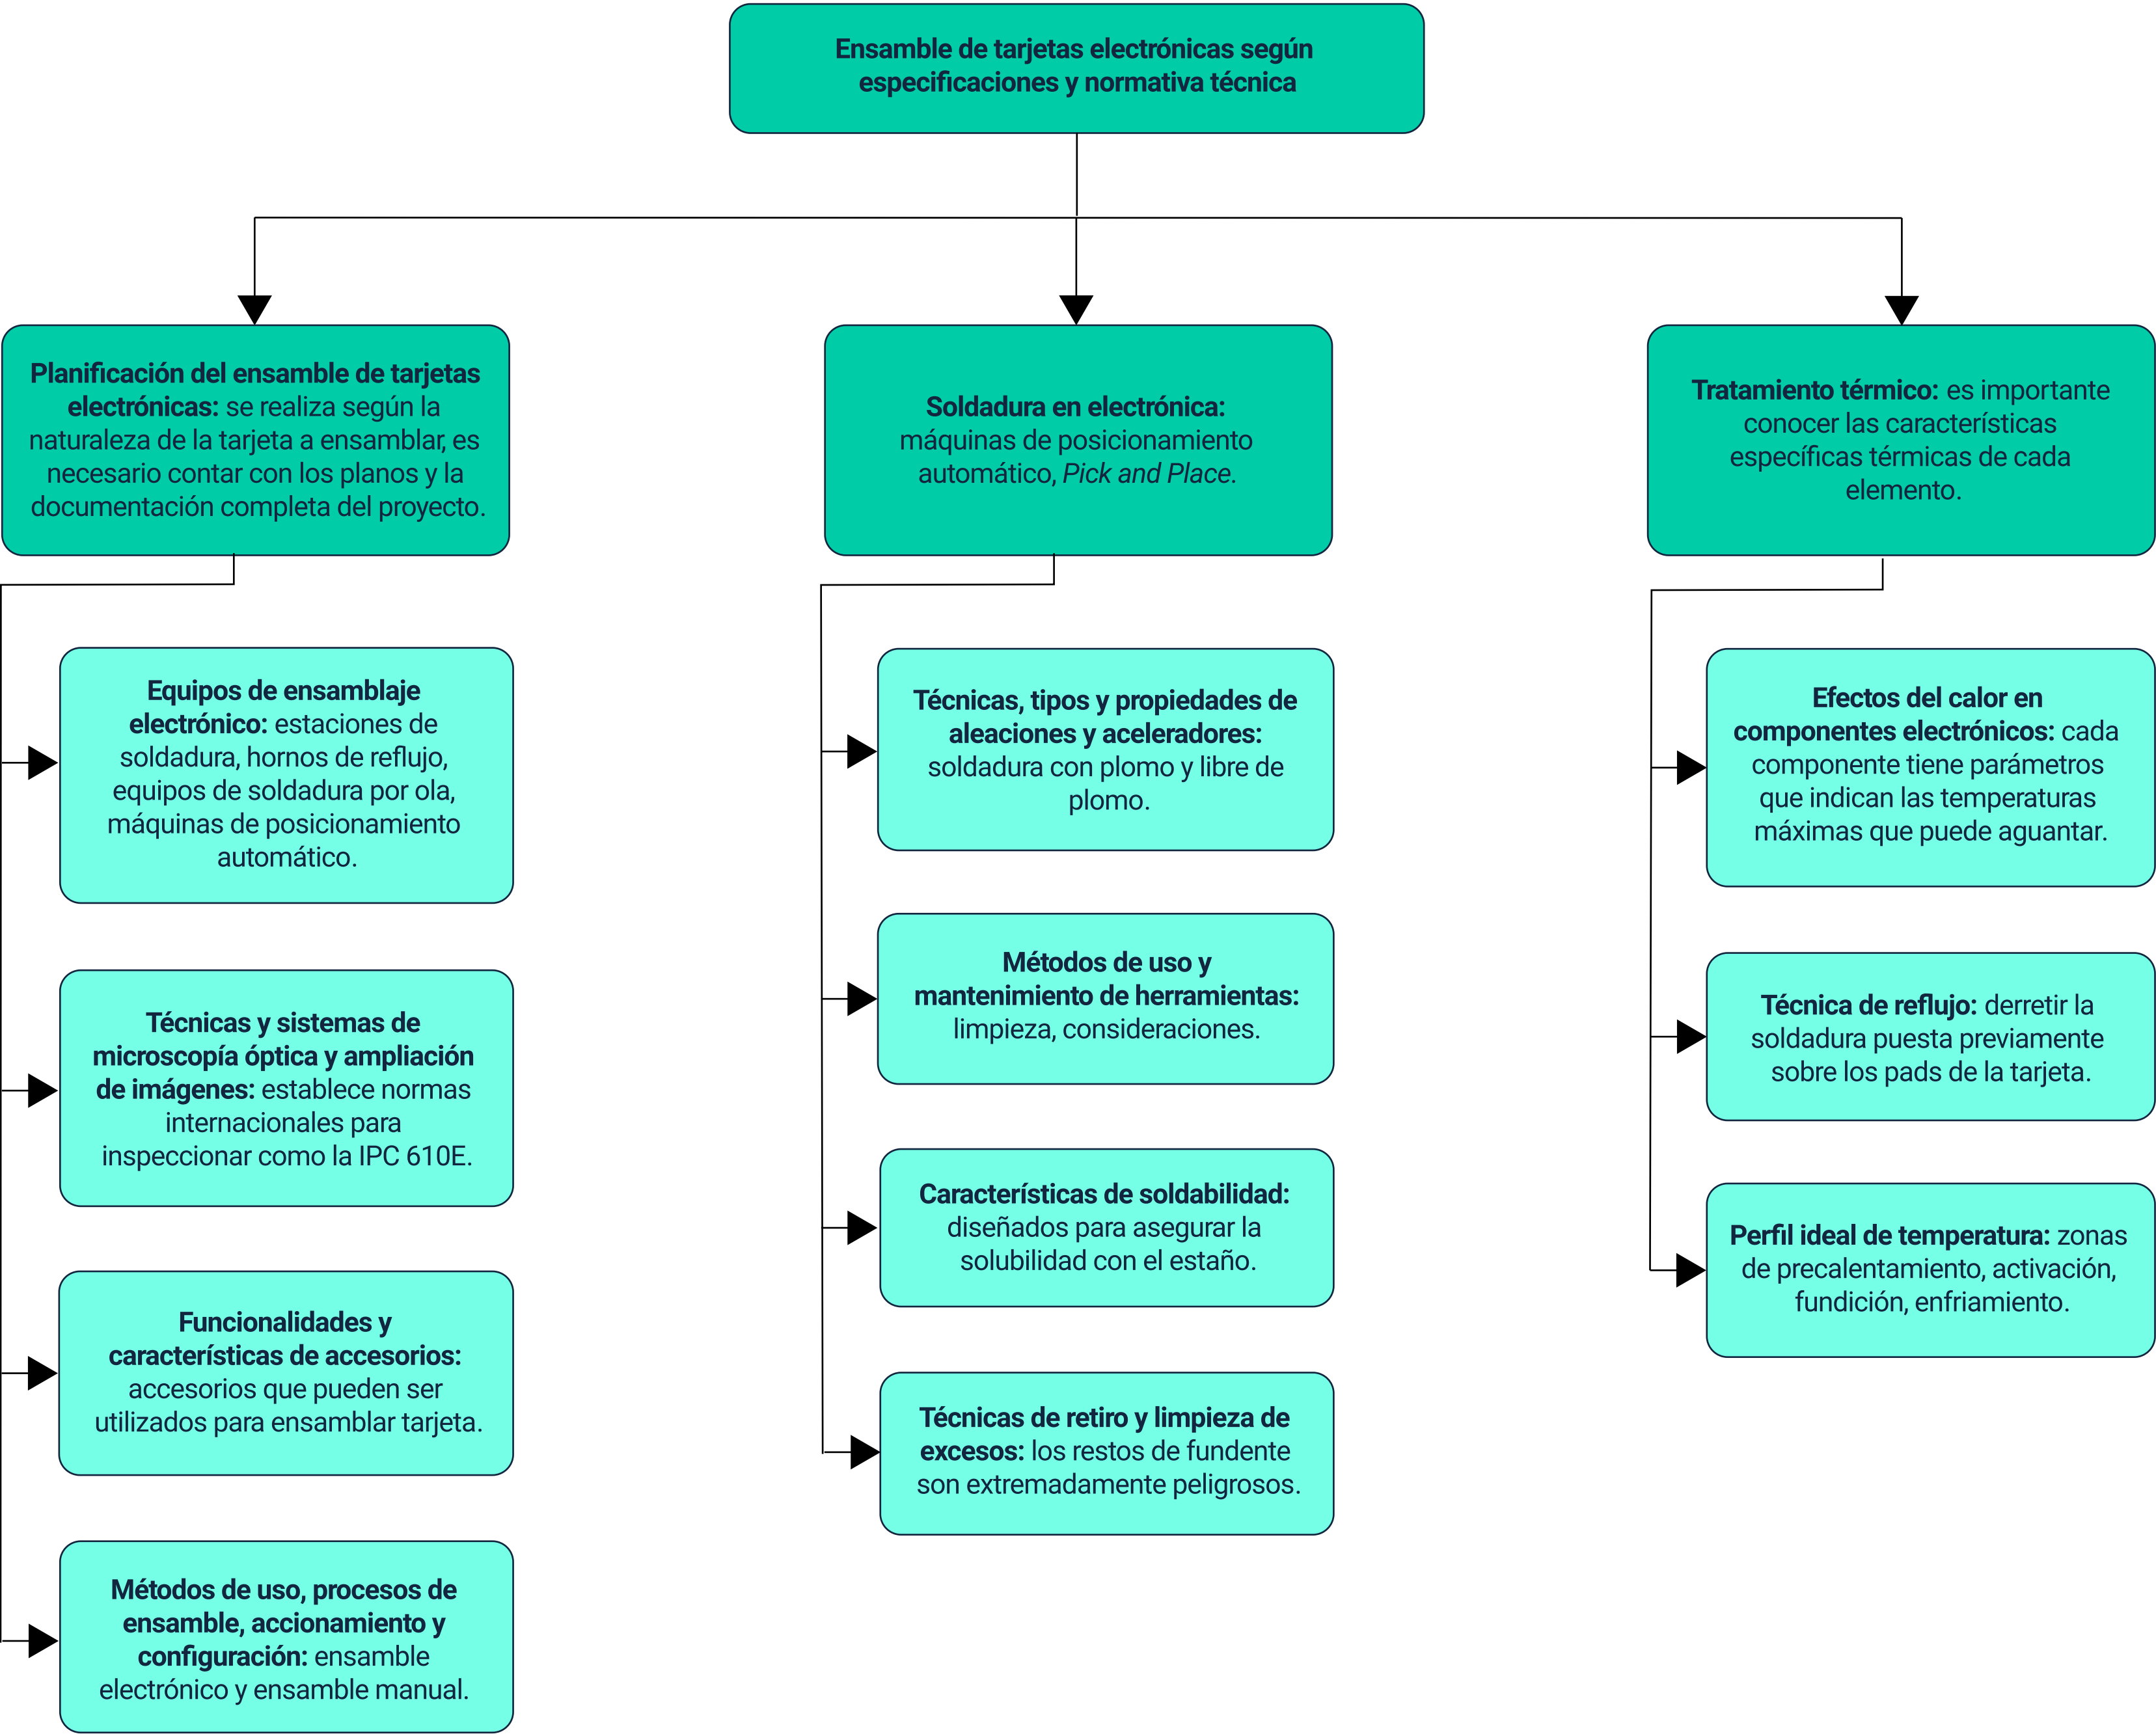 Ensamble de tarjetas electrónicas según
especificaciones y normativa técnica
Planificación del ensamble de tarjetas
electrónicas: se realiza según la
naturaleza de la tarjeta a ensamblar, es
necesario contar con los planos y la
documentación completa del proyecto.
Equipos de ensamblaje
electrónico: estaciones de
soldadura, hornos de reflujo,
equipos de soldadura por ola,
máquinas de posicionamiento
automático.
Técnicas y sistemas de
microscopía óptica y ampliación
de imágenes: establece normas
internacionales para
inspeccionar como la IPC 610E.
Funcionalidades y
características de accesorios:
accesorios que pueden ser
utilizados para ensamblar tarjeta.
Métodos de uso, procesos de
ensamble, accionamiento y
configuración: ensamble
electrónico y ensamble manual.
Soldadura en electrónica:
máquinas de posicionamiento
automático, Pick and Place.
Técnicas, tipos y propiedades de
aleaciones y aceleradores:
soldadura con plomo y libre de
plomo.
Métodos de uso y
mantenimiento de herramientas:
limpieza, consideraciones.
Características de soldabilidad:
diseñados para asegurar la
solubilidad con el estaño.
Técnicas de retiro y limpieza de
excesos: los restos de fundente
son extremadamente peligrosos.
Tratamiento térmico: es importante
conocer las características
específicas térmicas de cada
elemento.
Efectos del calor en
componentes electrónicos: cada
componente tiene parámetros
que indican las temperaturas
máximas que puede aguantar.
Técnica de reflujo: derretir la
soldadura puesta previamente
sobre los pads de la tarjeta.
Perfil ideal de temperatura: zonas
de precalentamiento, activación,
fundición, enfriamiento.